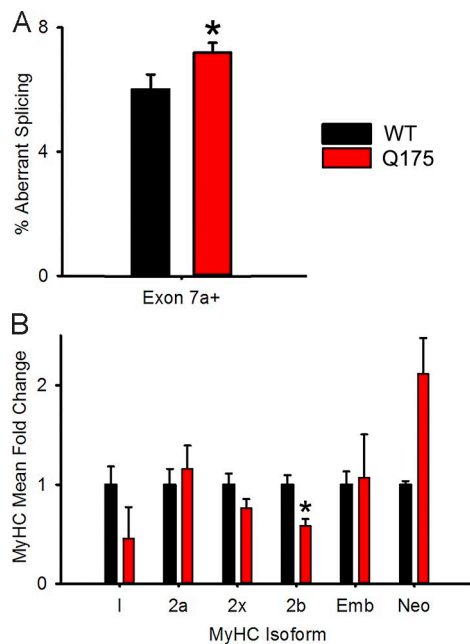 A
8
*
% Aberrant Splicing
4
0
Exon 7a+
WT
Q175
B
2
MyHC Mean Fold Change
1
*
0
I 2a 2x 2b Emb Neo
MyHC Isoform